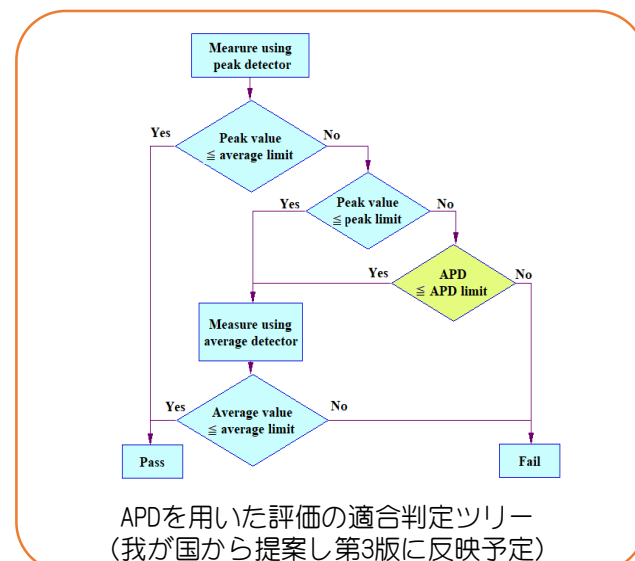 Mearure using
peak detector
Yes
Peak value
≦ average limit
No
Yes
Peak value
≦ peak limit
No
Yes
APD
≦ APD limit
No
Measure using
average detector
Yes
Average value
≦ average limit
No
Pass
Fail
APDを用いた評価の適合判定ツリー
(我が国から提案し第3版に反映予定)